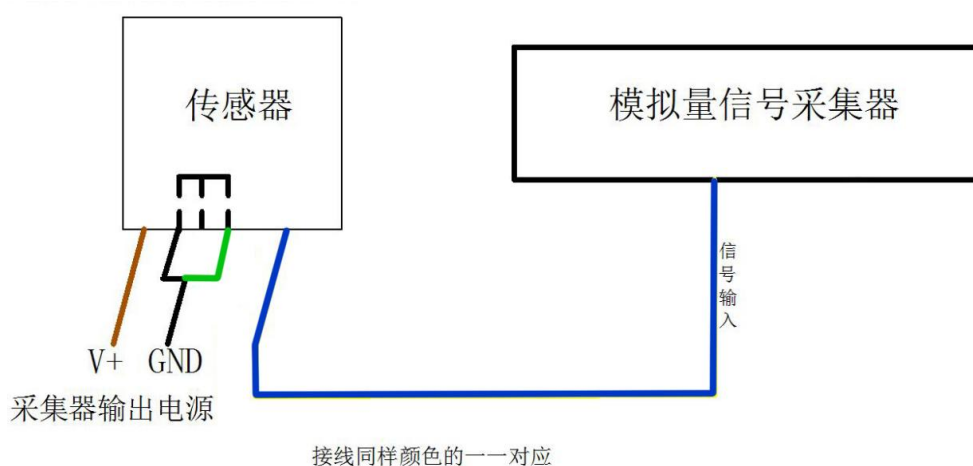 传感器
模拟量信号采集器
信号输入
V+ GND
采集器输出电源
接线同样颜色的一一对应